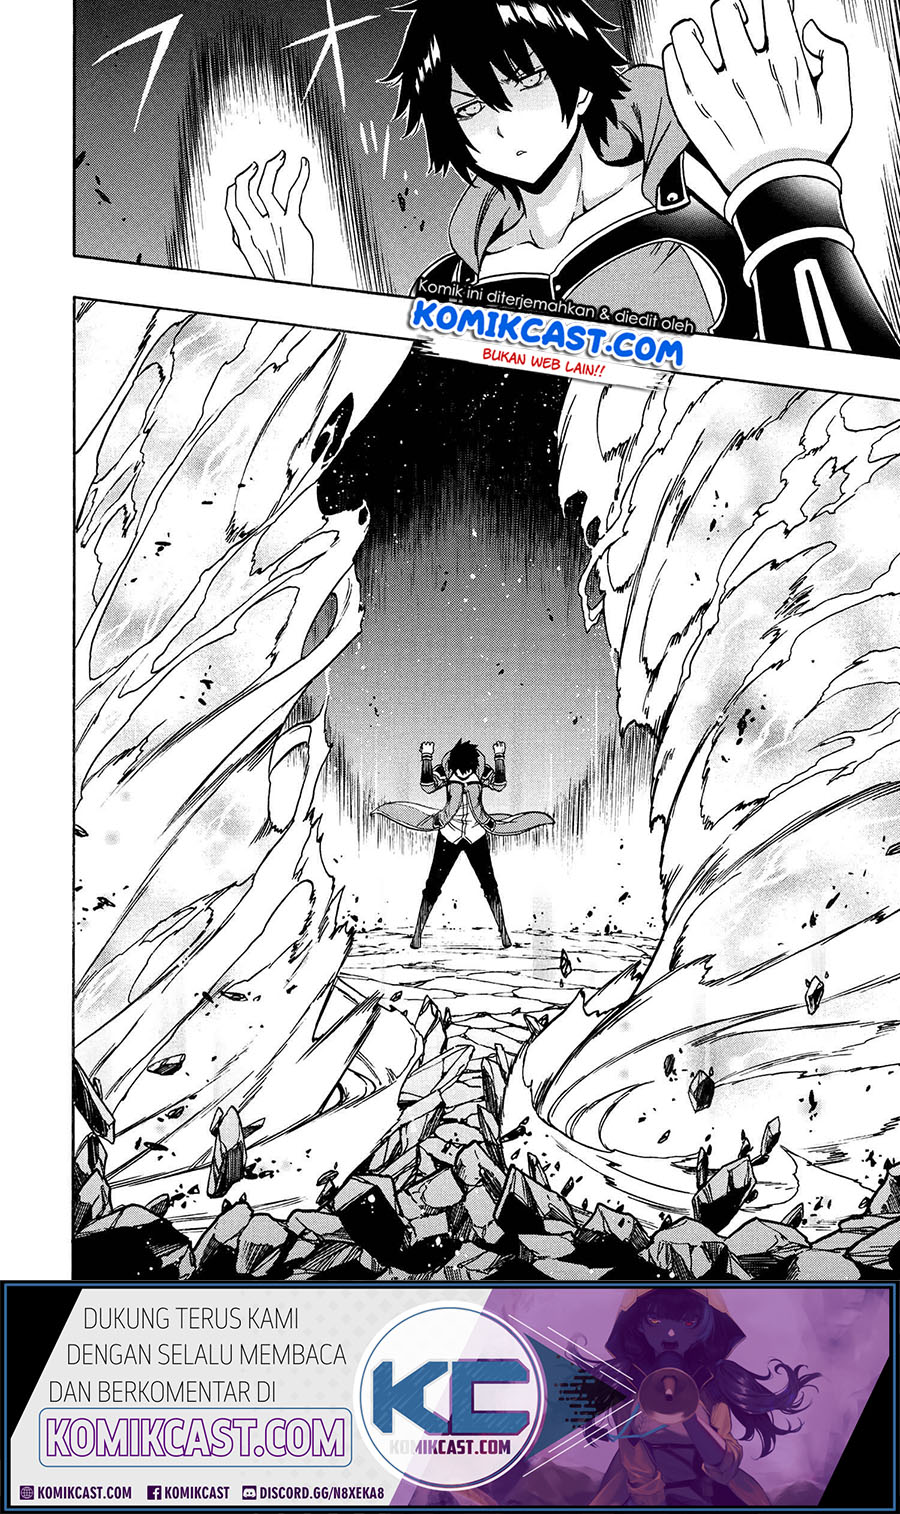 Komik ini diterjemahkan & diedit oleh
KOMIKCAST.COM
BUKAN WEB LAIN!!
DUKUNG TERUS KAMI
DENGAN SELALU MEMBACA
DAN BERKOMENTAR DI
KOMIKCAST.COM
KC
KOMIKCAST.COM
KOMIKCAST.COM KOMIKCAST DISCORD.GG/N8XEKA8